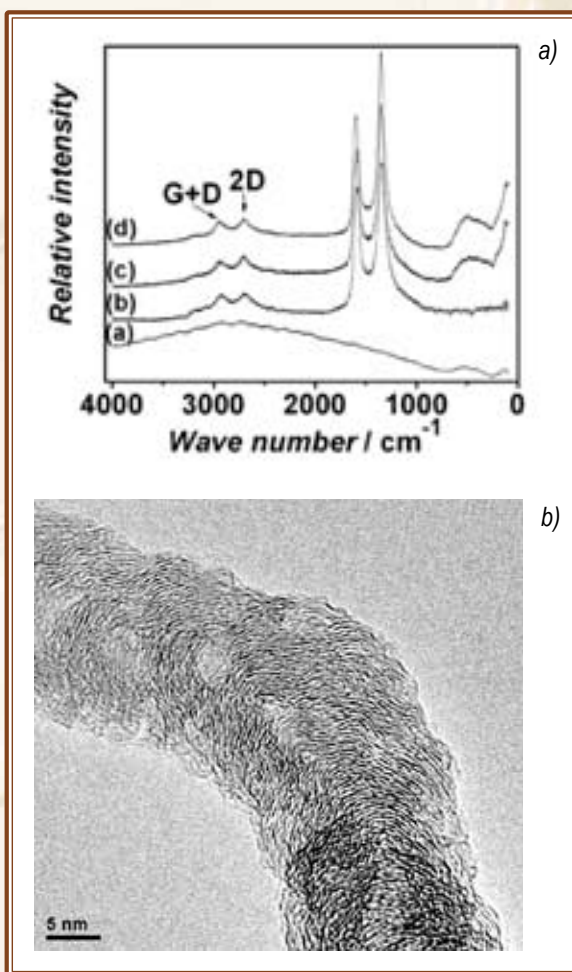 a)
Relative intensity
G+D
2D
(d)
(c)
(b)
(a)
4000 3000 2000 1000 0
Wave number / cm⁻¹
b)
5 nm